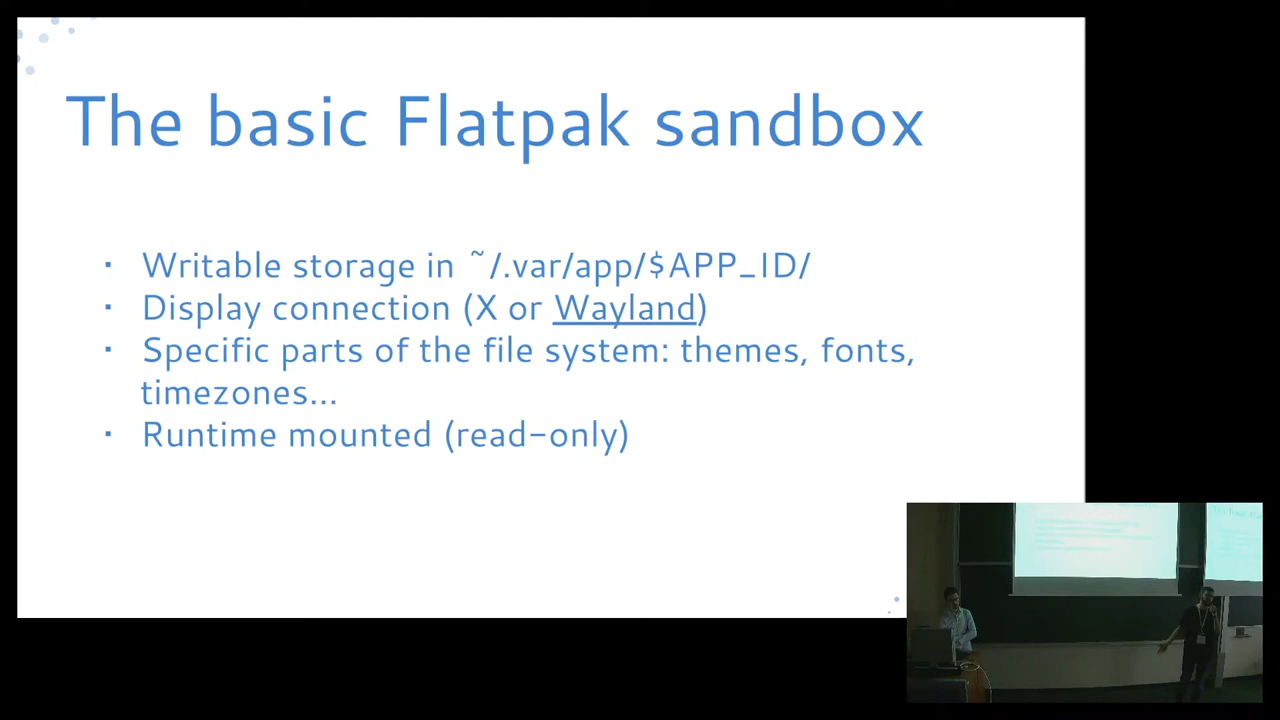 The basic Flatpak sandbox
· Writable storage in ~/.var/app/$APP_ID/
· Display connection (X or Wayland)
· Specific parts of the file system: themes, fonts,
timezones...
· Runtime mounted (read-only)